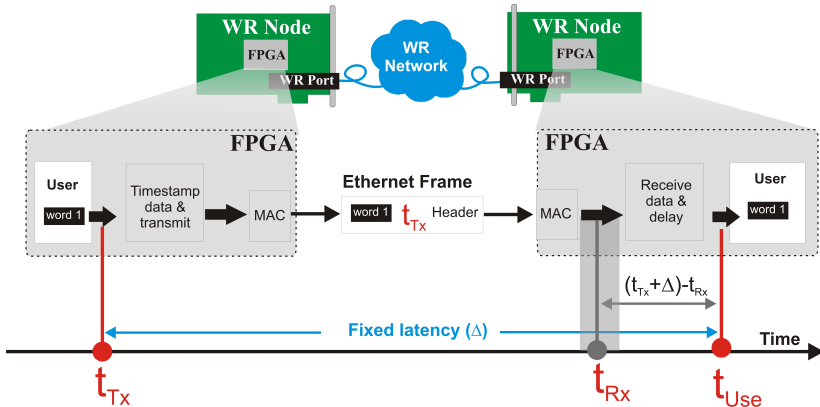 WR Node
FPGA
WR Port
WR
Network
WR Node
FPGA
WR Port
FPGA
User
word 1
Timestamp
data &
transmit
MAC
Ethernet Frame
word 1 tTx Header
FPGA
MAC
Receive
data &
delay
User
word 1
(tTx+Δ)-tRx
Fixed latency (Δ)
Time
tTx
tRx
tUse